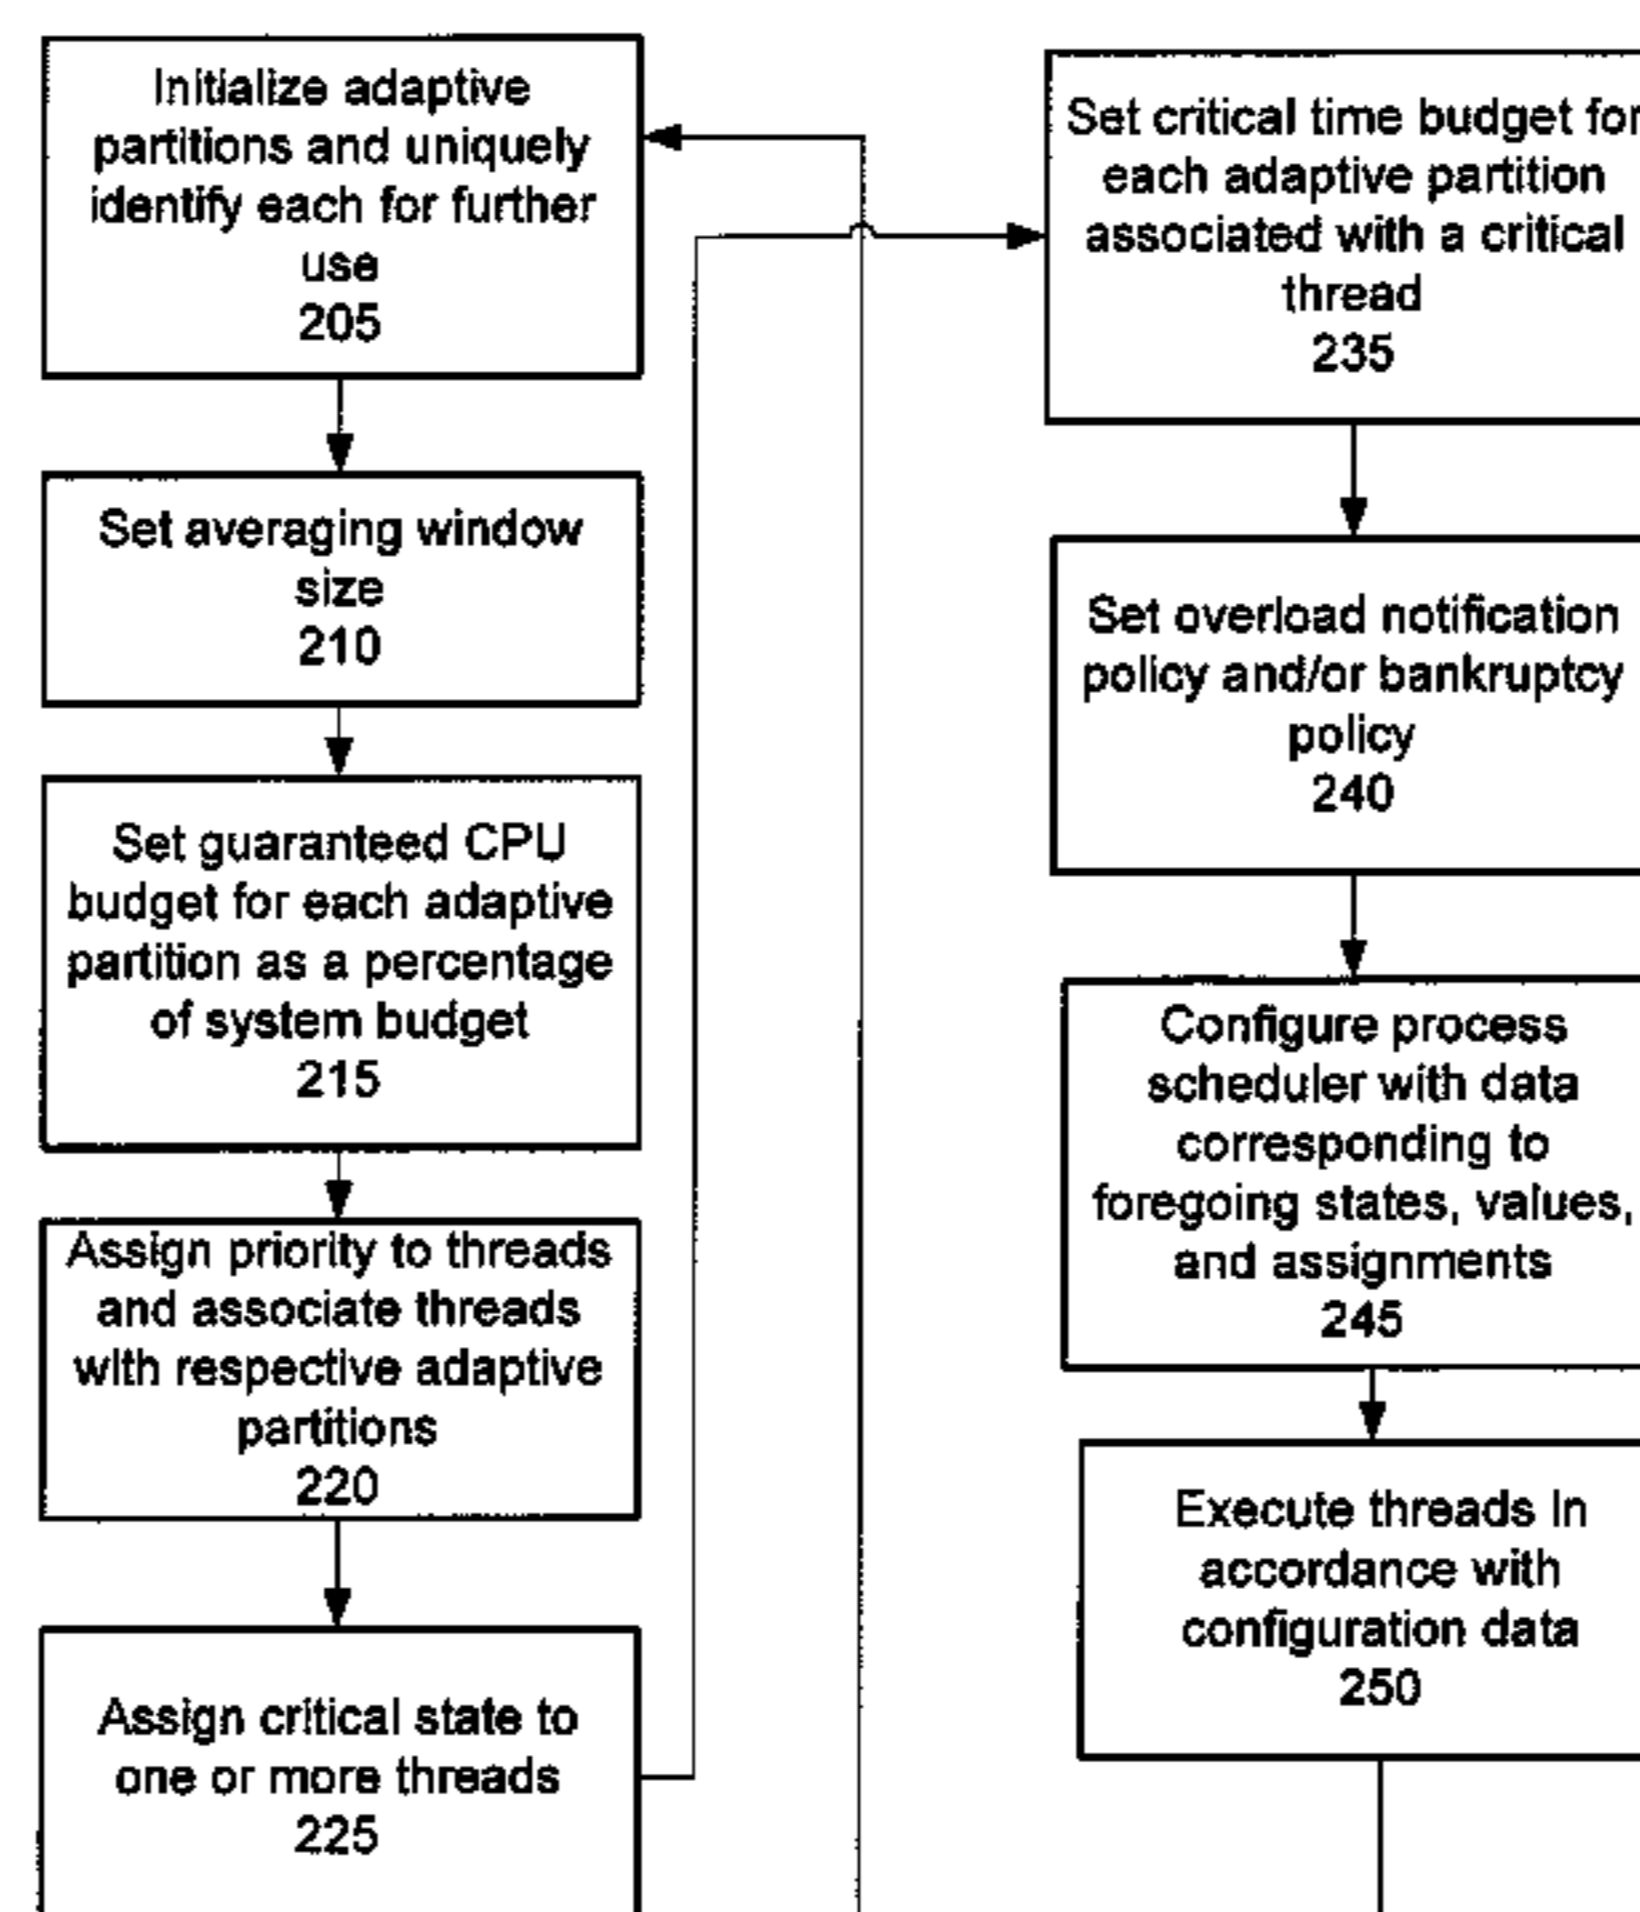 Initialize adaptive
partitions and uniquely
identify each for further
use
205
Set averaging window
size
210
Set guaranteed CPU
budget for each adaptive
partition as a percentage
of system budget
215
Assign priority to threads
and associate threads
with respective adaptive
partitions
220
Assign critical state to
one or more threads
225
Set critical time budget for
each adaptive partition
associated with a critical
thread
235
Set overload notification
policy and/or bankruptcy
policy
240
Configure process
scheduler with data
corresponding to
foregoing states, values,
and assignments
245
Execute threads in
accordance with
configuration data
250